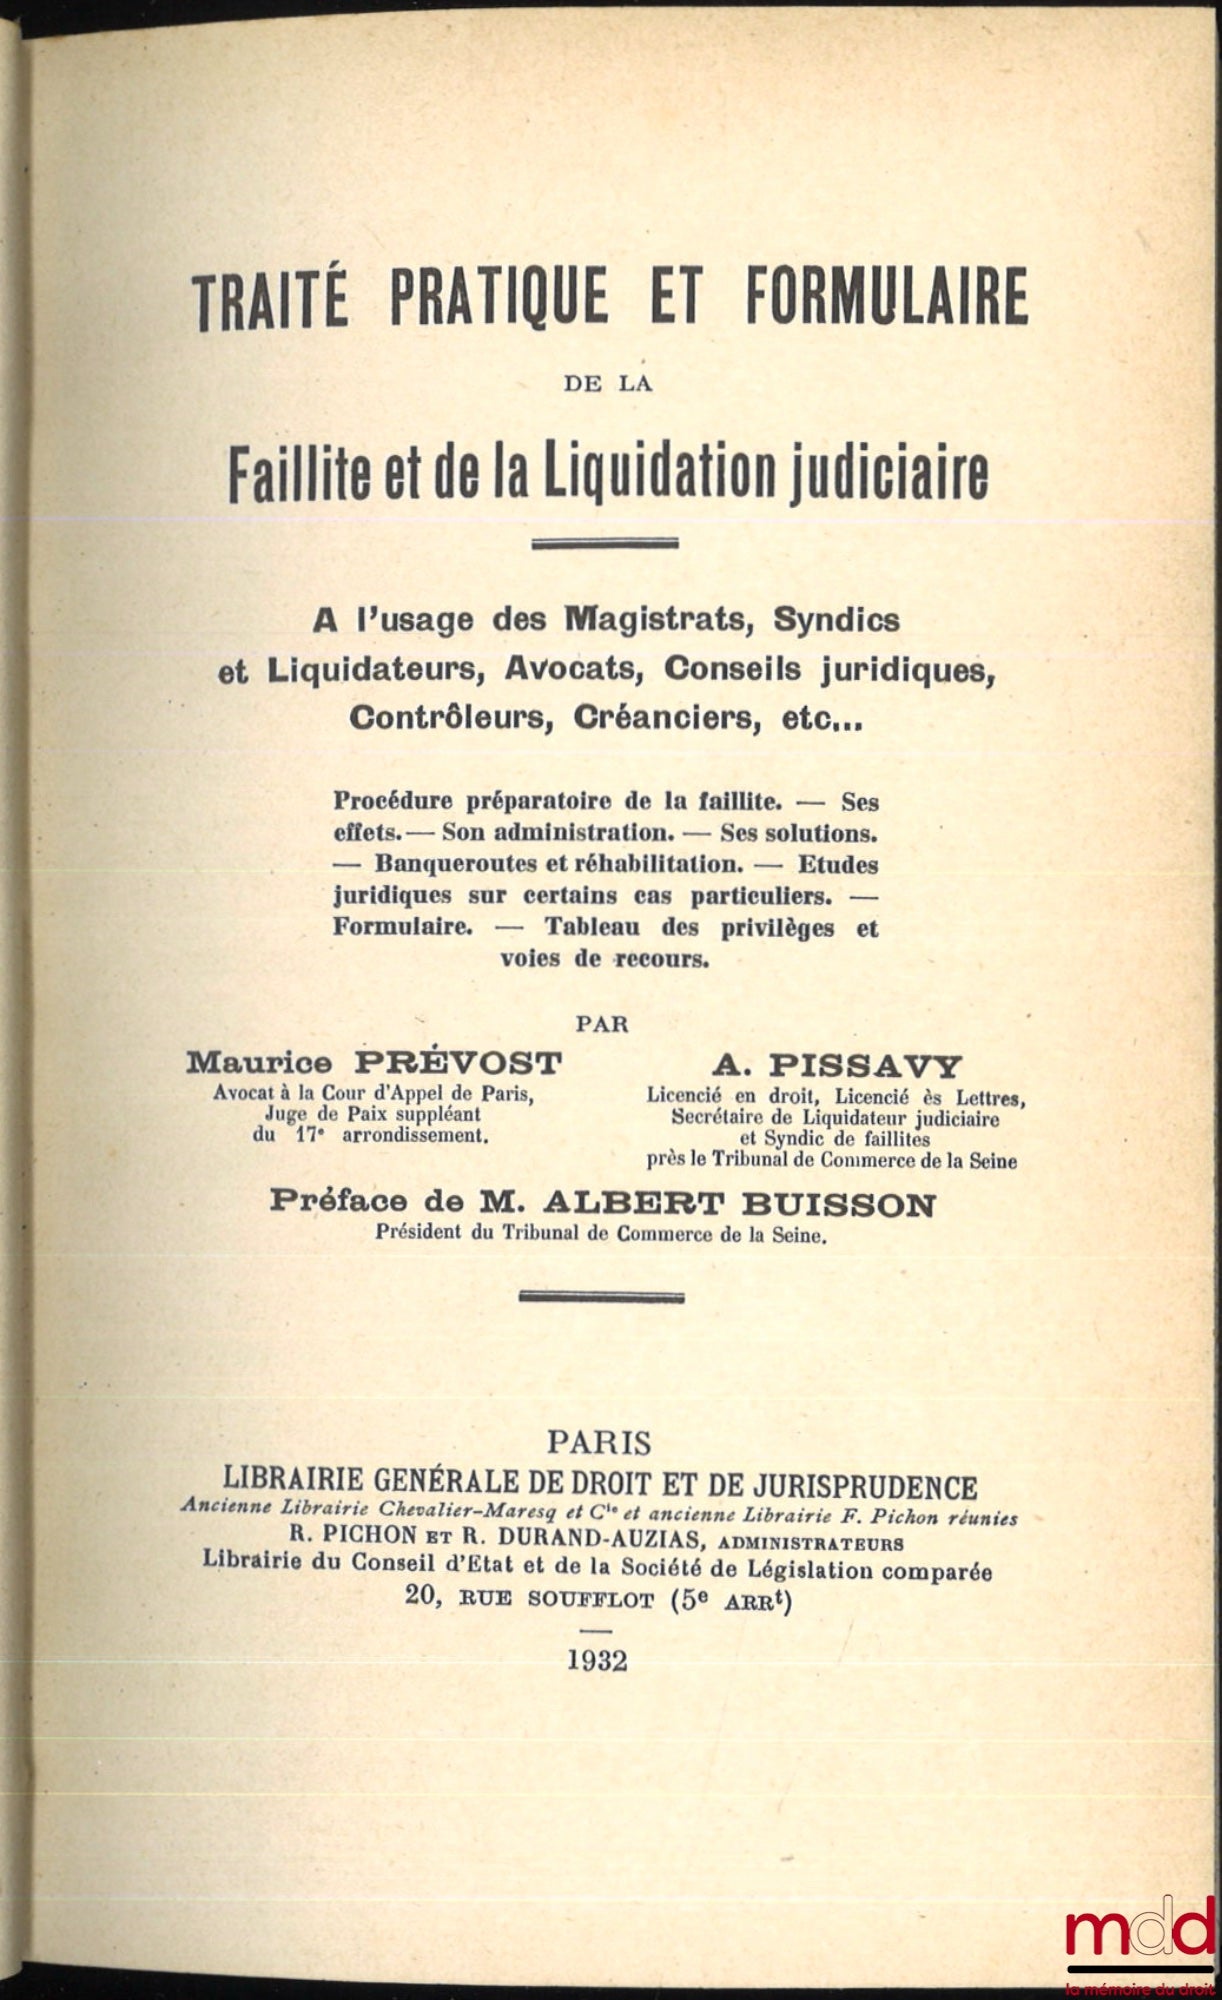 TRAITÉ PRATIQUE ET FORMULAIRE
DE LA
Faillite et de la Liquidation judiciaire
A l'usage des Magistrats, Syndics
et Liquidateurs, Avocats, Conseils juridiques,
Contrôleurs, Créanciers, etc...
Procédure préparatoire de la faillite. — Ses
effets. — Son administration. — Ses solutions.
— Banqueroutes et réhabilitation. — Etudes
juridiques sur certains cas particuliers. —
Formulaire. — Tableau des privilèges et
voies de recours.
PAR
Maurice PRÉVOST
Avocat à la Cour d'Appel de Paris,
Juge de Paix suppléant
du 17e arrondissement.
A. PISSAVY
Licencié en droit, Licencié ès Lettres,
Secrétaire de Liquidateur judiciaire
et Syndic de faillites
près le Tribunal de Commerce de la Seine
Préface de M. ALBERT BUISSON
Président du Tribunal de Commerce de la Seine.
PARIS
LIBRAIRIE GENÉRALE DE DROIT ET DE JURISPRUDENCE
Ancienne Librairie Chevalier-Maresq et Cie et ancienne Librairie F. Pichon réunies
R. PICHON ET R. DURAND-AUZIAS, ADMINISTRATEURS
Librairie du Conseil d'Etat et de la Société de Législation comparée
20, RUE SOUFFLOT (5e ARRt)
1932
mdd
la mémoire du droit